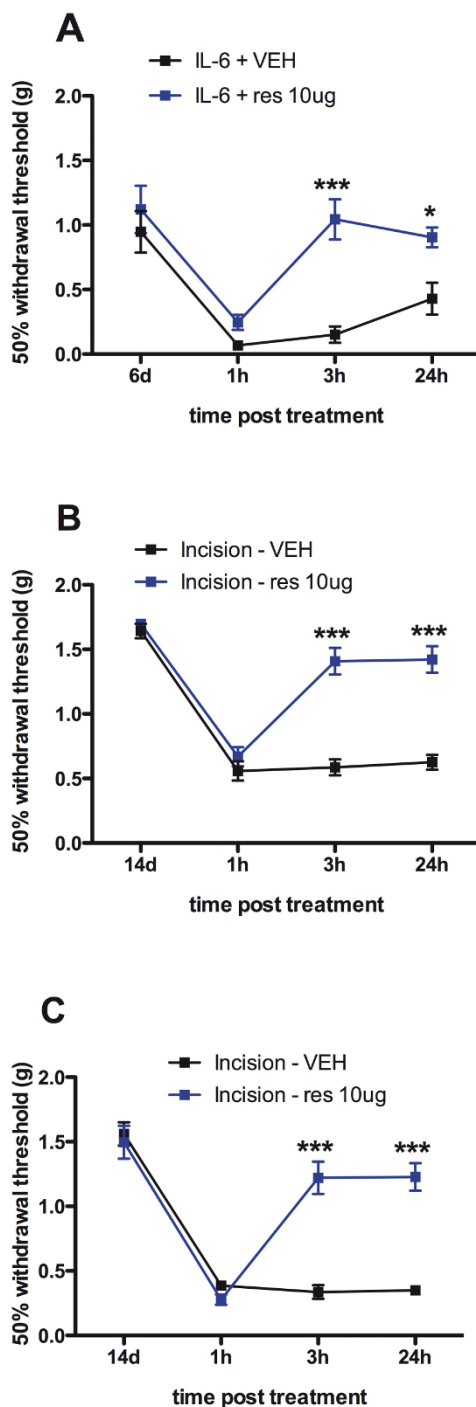 A
IL-6 + VEH
IL-6 + res 10ug
50% withdrawal threshold (g)
2.0
1.5
1.0
0.5
0.0
***
*
6d 1h 3h 24h
time post treatment
B
Incision - VEH
Incision - res 10ug
50% withdrawal threshold (g)
2.0
1.5
1.0
0.5
0.0
*** ***
14d 1h 3h 24h
time post treatment
C
Incision - VEH
Incision - res 10ug
50% withdrawal threshold (g)
2.0
1.5
1.0
0.5
0.0
*** ***
14d 1h 3h 24h
time post treatment